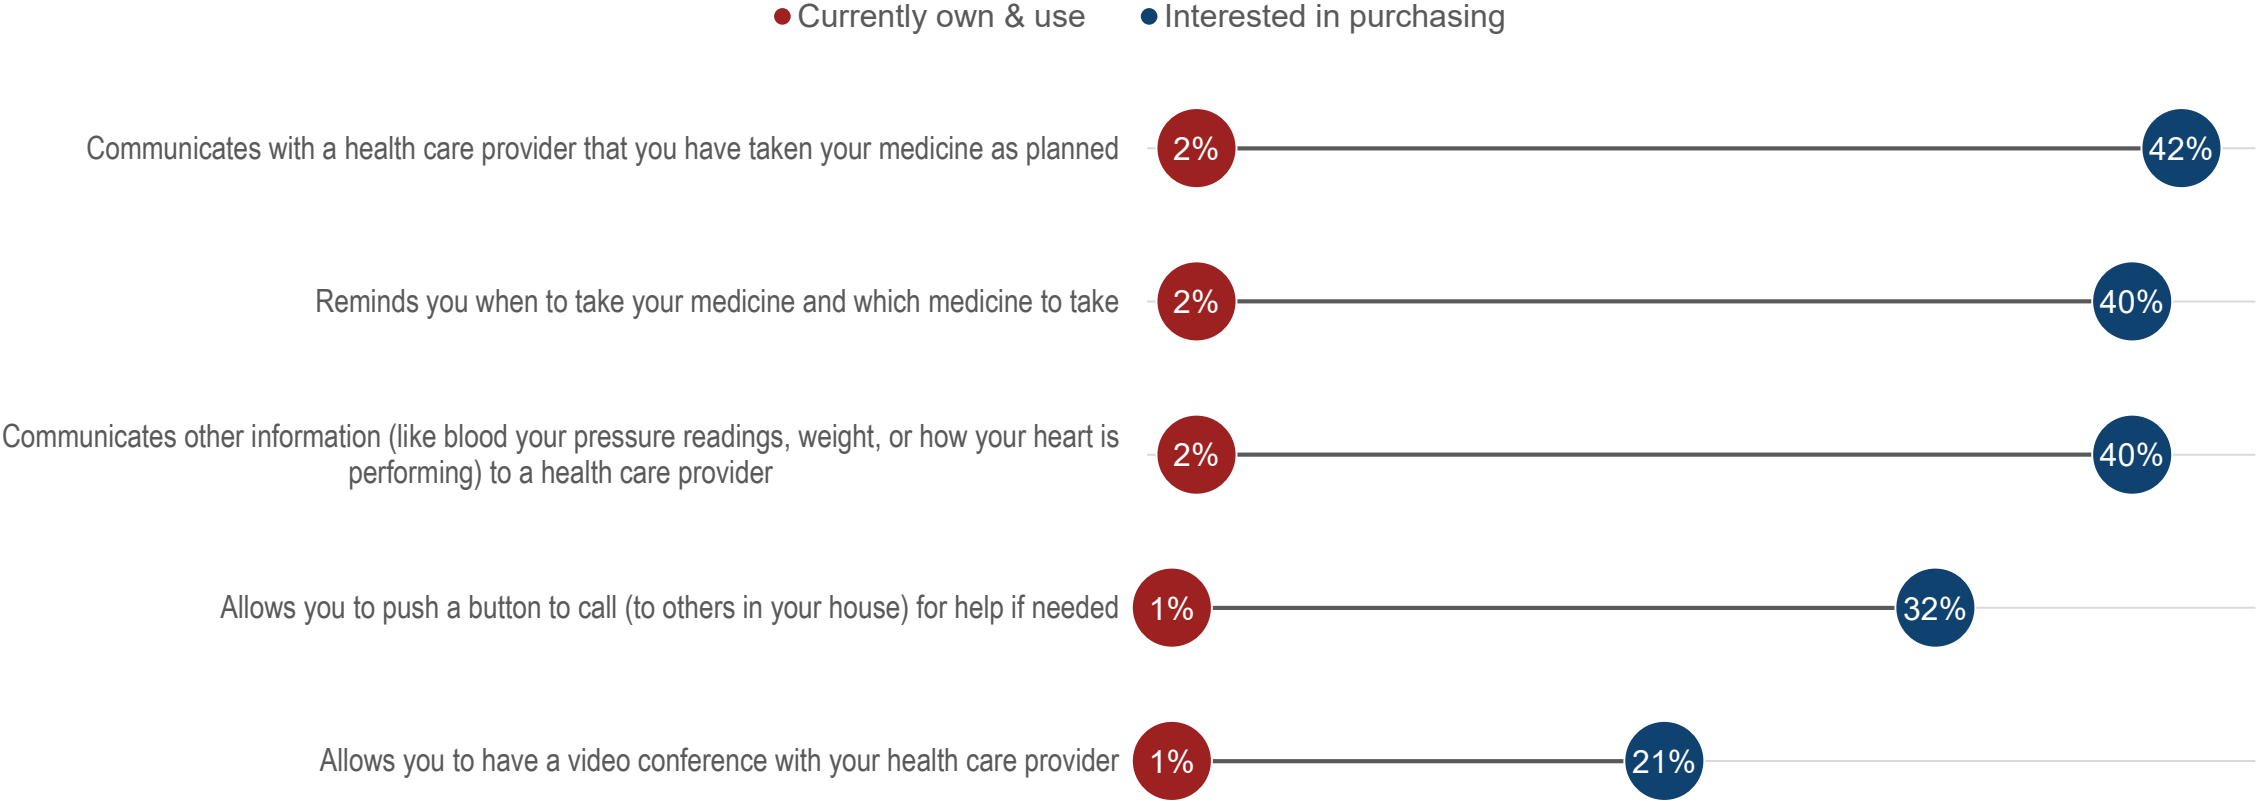 Currently own & use Interested in purchasing
Communicates with a health care provider that you have taken your medicine as planned 2% 42%
Reminds you when to take your medicine and which medicine to take 2% 40%
Communicates other information (like blood your pressure readings, weight, or how your heart is
performing) to a health care provider 2% 40%
Allows you to push a button to call (to others in your house) for help if needed 1% 32%
Allows you to have a video conference with your health care provider 1% 21%